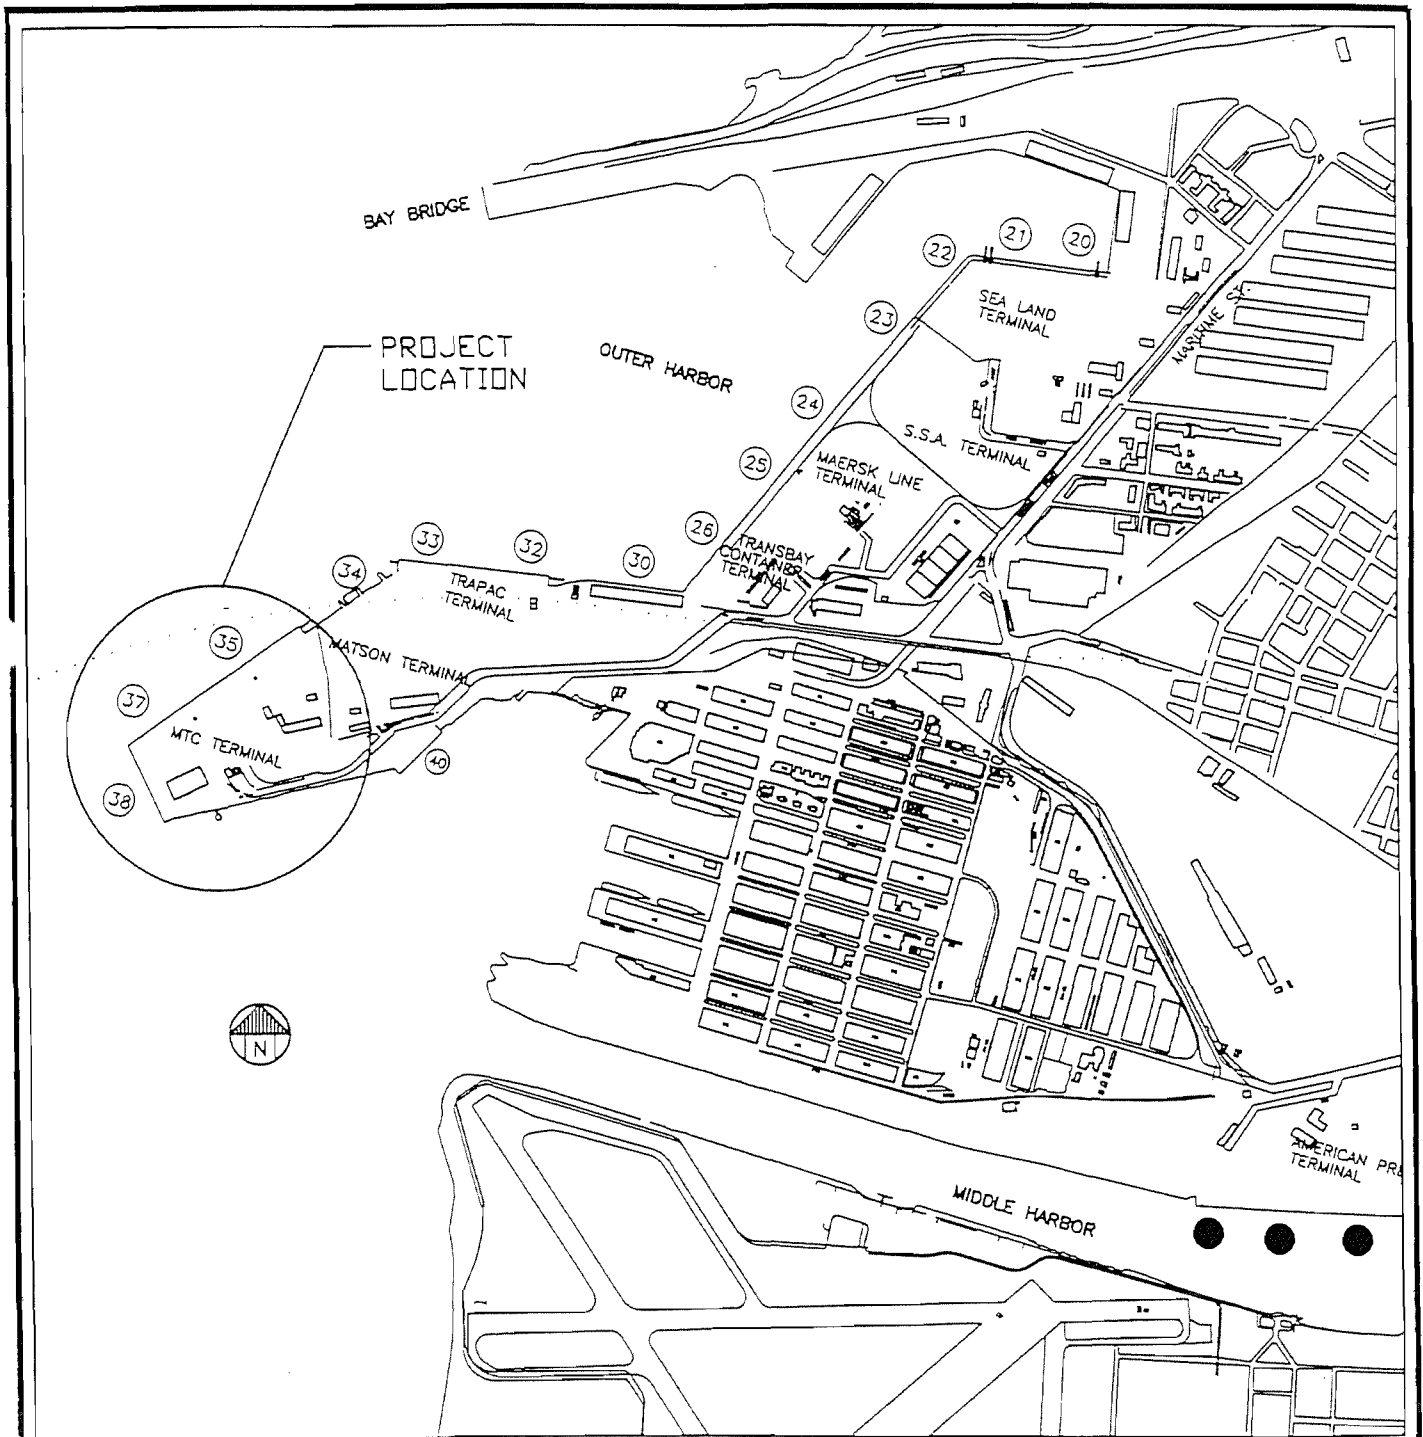 BAY BRIDGE
22
21
20
SEA LAND
TERMINAL
23
MARITIME ST.
PROJECT
LOCATION
OUTER HARBOR
24
S.S.A. TERMINAL
25
MAERSK LINE
TERMINAL
26
TRANSBAY
CONTAINER
TERMINAL
33
32
30
34
TRAPAC
TERMINAL
35
MATSON TERMINAL
37
MTC TERMINAL
40
38
N
AMERICAN PRE
TERMINAL
MIDDLE HARBOR